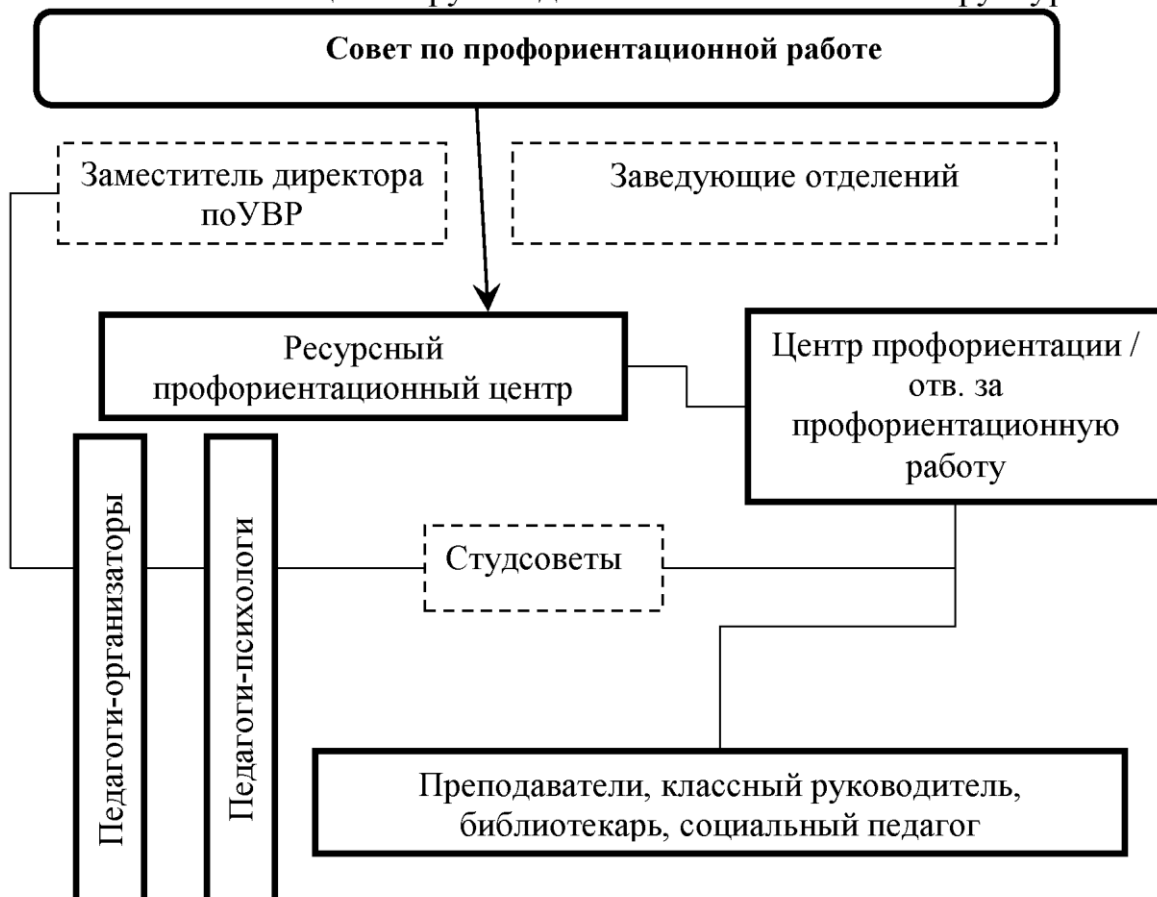 Совет по профориентационной работе
Заместитель директора
поУВР
Заведующие отделений
Ресурсный
профориентационный центр
Центр профориентации /
отв. за
профориентационную
работу
Педагоги-организаторы
Педагоги-психологи
Студсоветы
Преподаватели, классный руководитель,
библиотекарь, социальный педагог